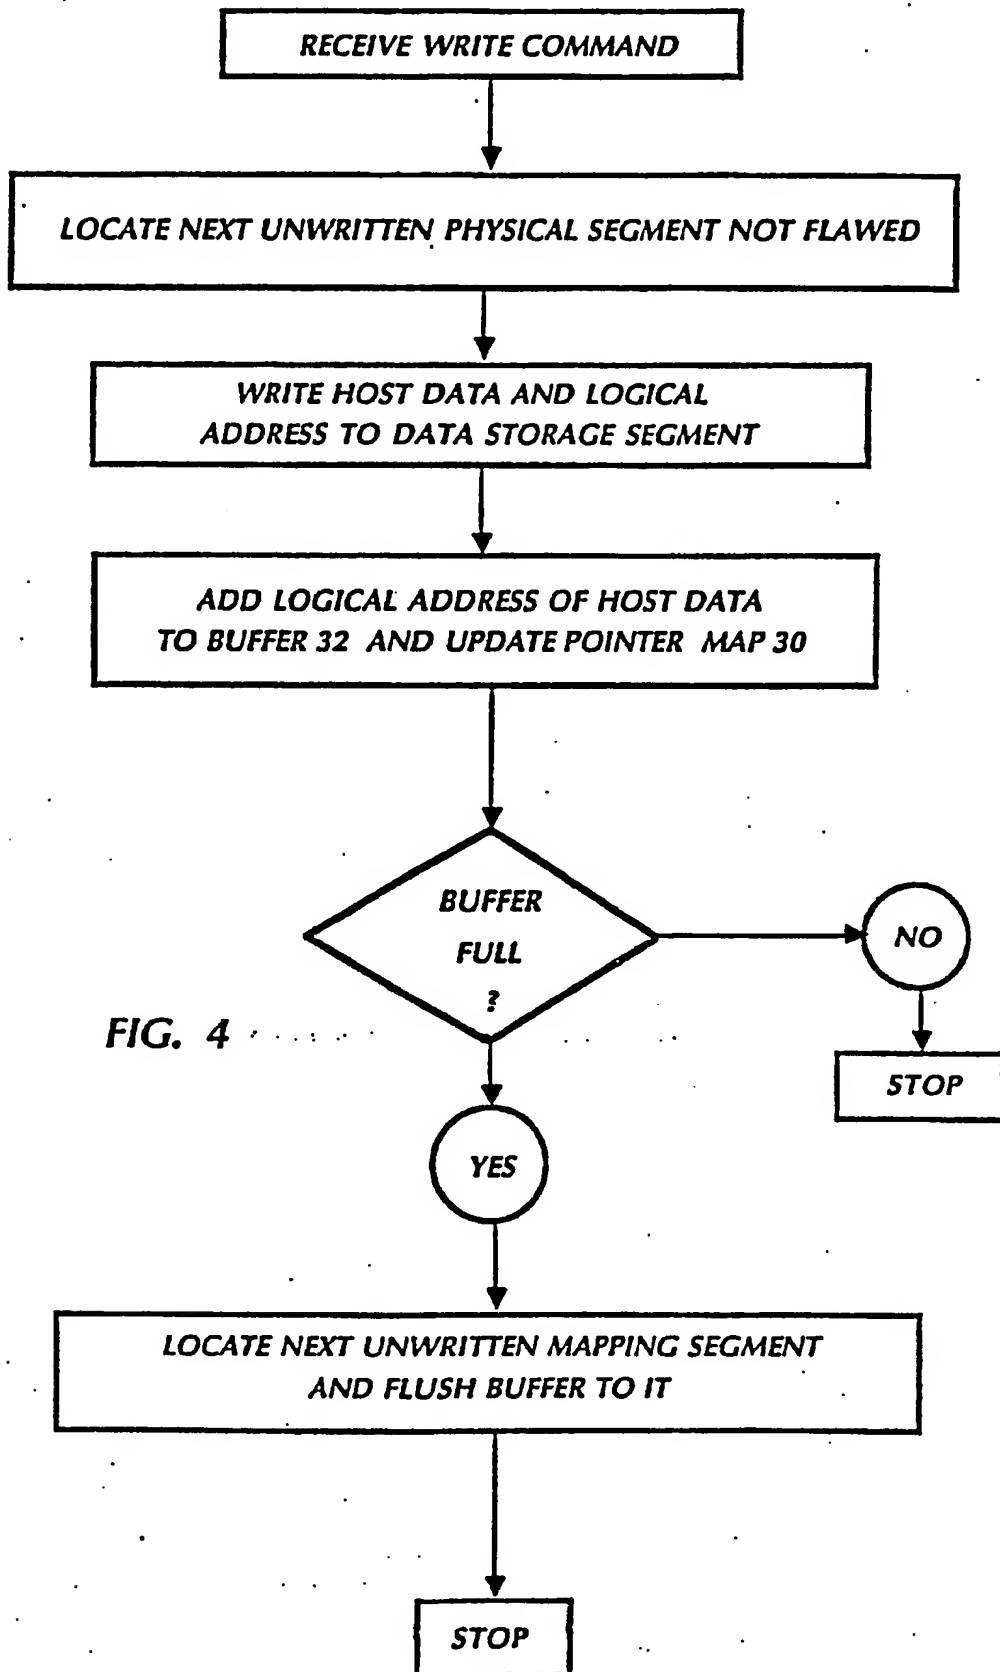 RECEIVE WRITE COMMAND
LOCATE NEXT UNWRITTEN PHYSICAL SEGMENT NOT FLAWED
WRITE HOST DATA AND LOGICAL
ADDRESS TO DATA STORAGE SEGMENT
ADD LOGICAL ADDRESS OF HOST DATA
TO BUFFER 32 AND UPDATE POINTER MAP 30
BUFFER
FULL
?
NO
FIG. 4
STOP
YES
LOCATE NEXT UNWRITTEN MAPPING SEGMENT
AND FLUSH BUFFER TO IT
STOP